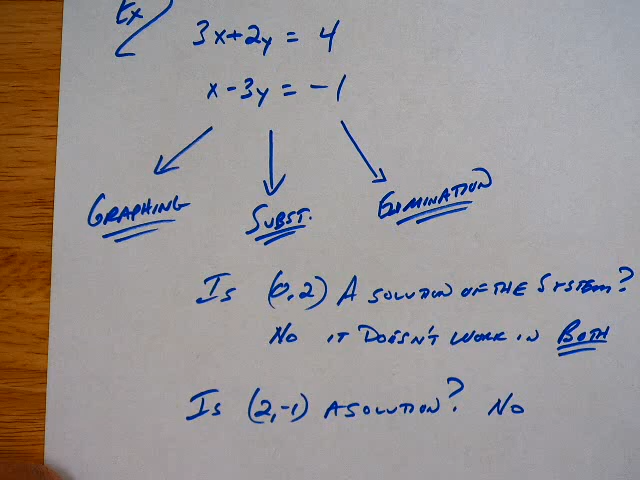 Ex
3x+2y = 4
x-3y = -1
GRAPHING SUBST. ELIMINATION
Is (0,2) A SOLUTION OF THE SYSTEM?
No IT DOESN'T WORK IN BOTH
Is (2,-1) A SOLUTION? No